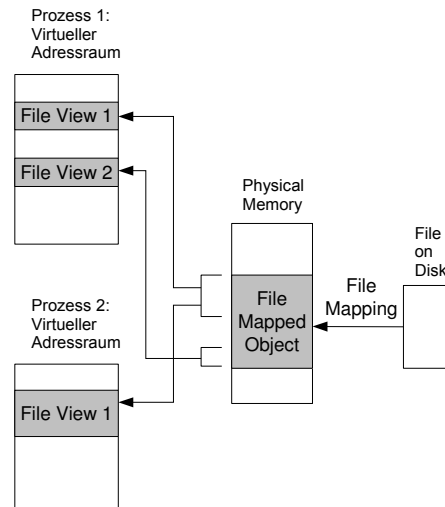 Prozess 1:
Virtueller
Adressraum
File View 1
File View 2
Physical
Memory
File
on
Disk
File
Mapping
File
Mapped
Object
Prozess 2:
Virtueller
Adressraum
File View 1